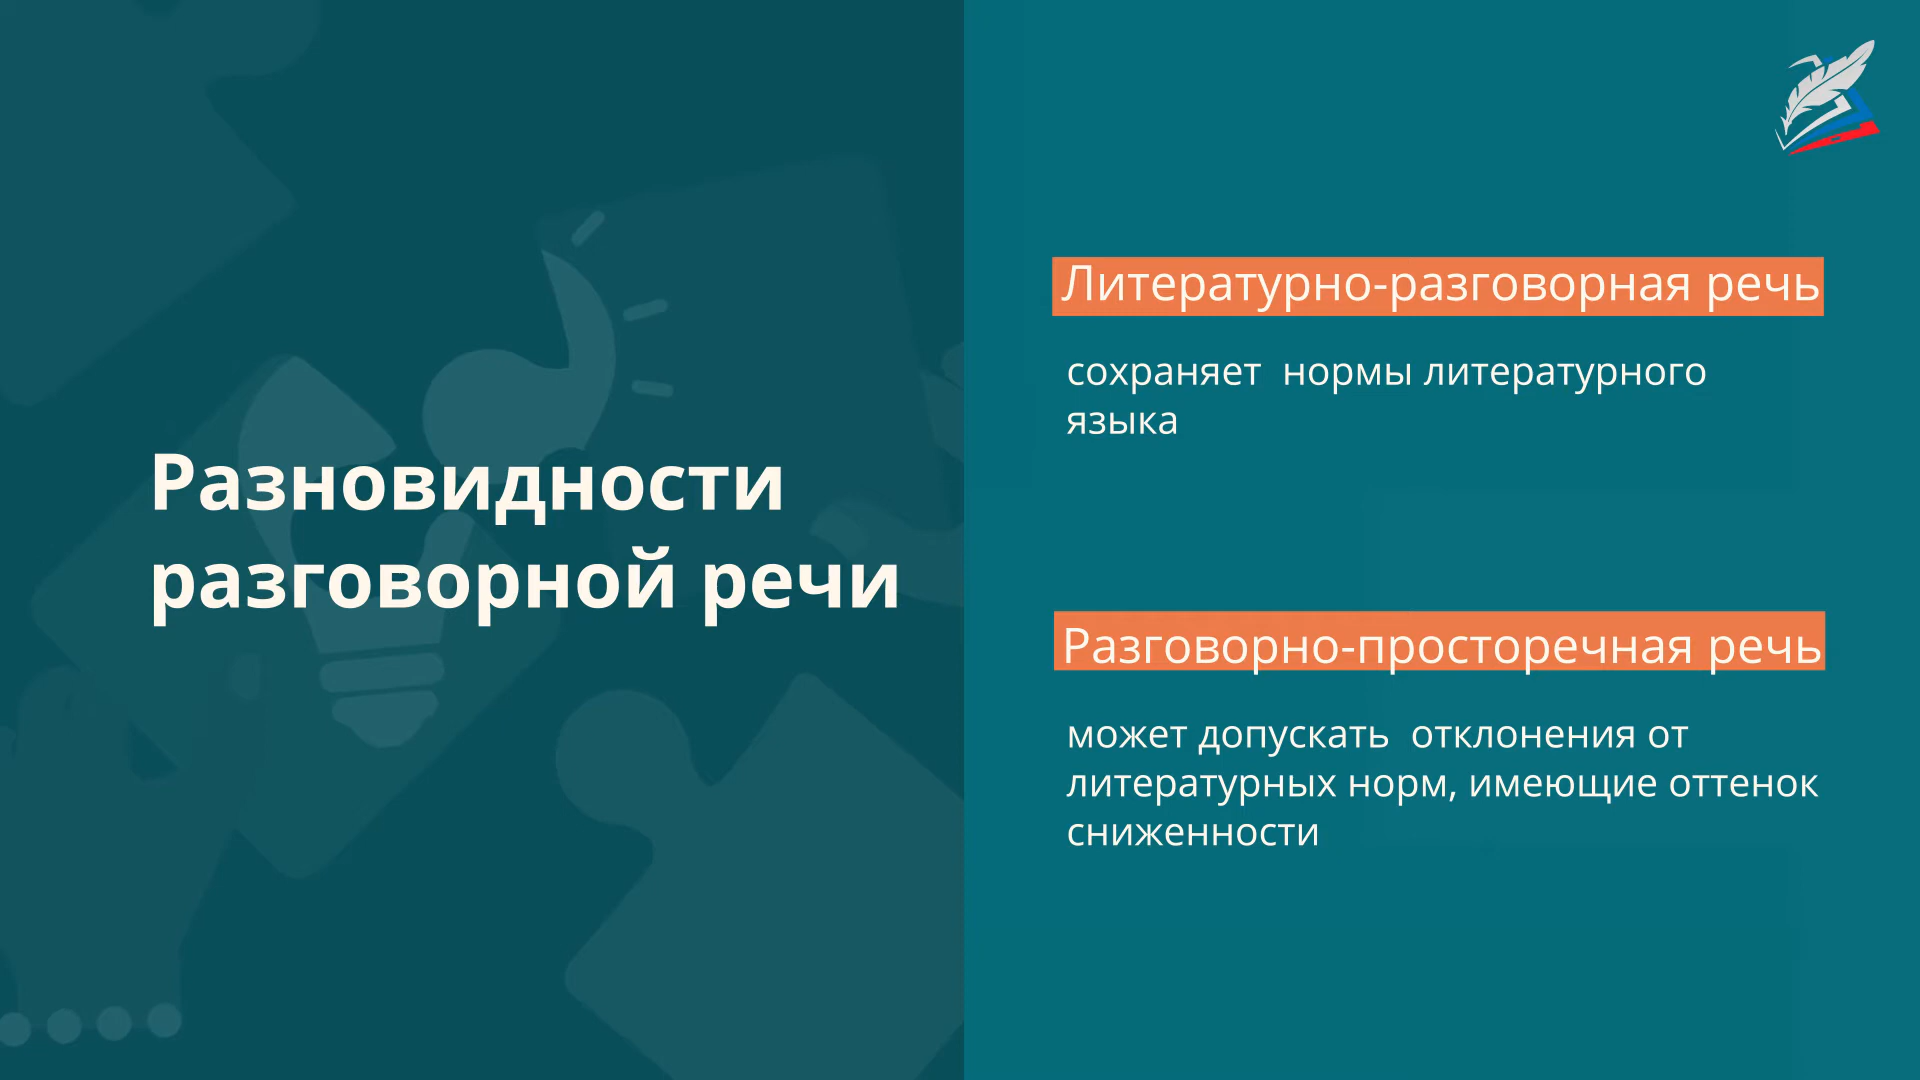 Разновидности
разговорной речи
Литературно-разговорная речь
сохраняет  нормы литературного
языка
Разговорно-просторечная речь
может допускать  отклонения от
литературных норм, имеющие оттенок
сниженности